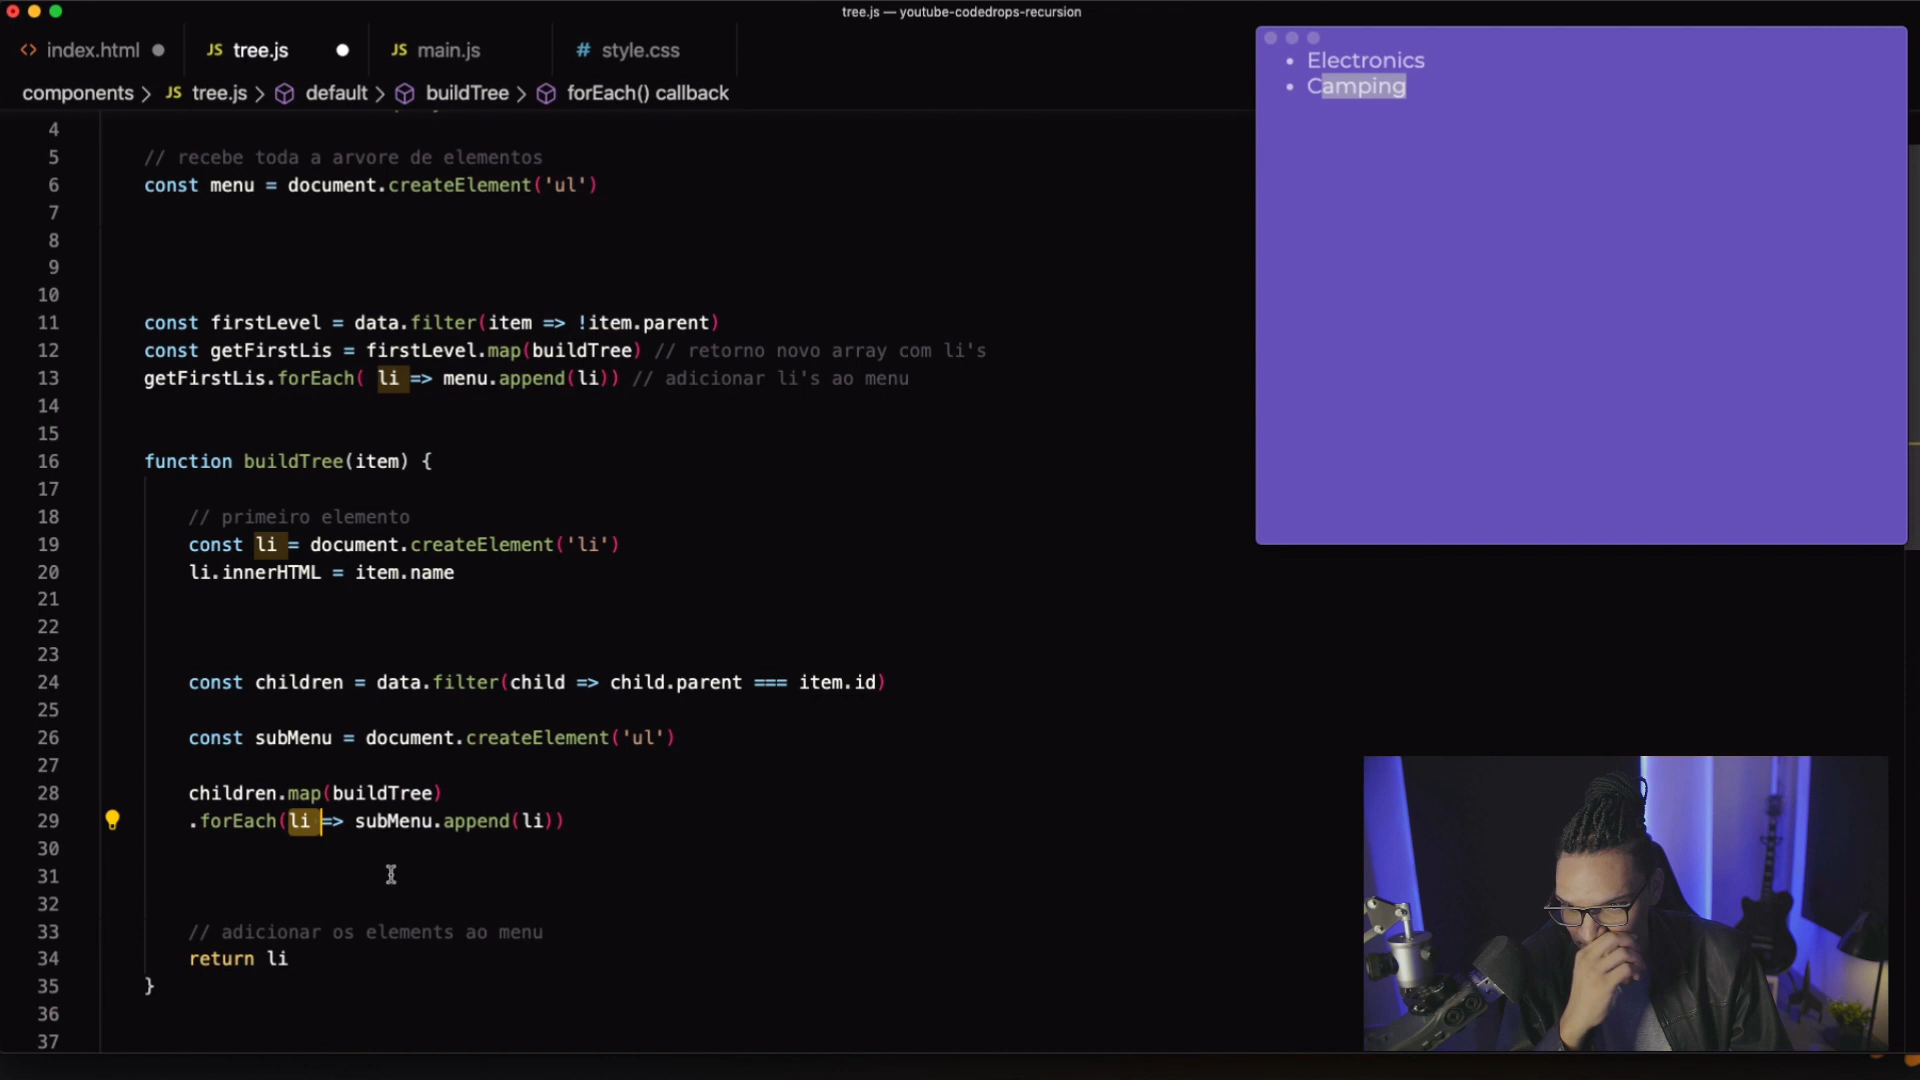 tree.js — youtube-codedrops-recursion
<> index.html JS tree.js JS main.js # style.css
components > JS tree.js > default > buildTree > forEach() callback
4
5 // recebe toda a arvore de elementos
6 const menu = document.createElement('ul')
7
8
9
10
11 const firstLevel = data.filter(item => !item.parent)
12 const getFirstLis = firstLevel.map(buildTree) // retorno novo array com li's
13 getFirstLis.forEach( li => menu.append(li)) // adicionar li's ao menu
14
15
16 function buildTree(item) {
17
18 // primeiro elemento
19 const li = document.createElement('li')
20 li.innerHTML = item.name
21
22
23
24 const children = data.filter(child => child.parent === item.id)
25
26 const subMenu = document.createElement('ul')
27
28 children.map(buildTree)
29 .forEach(li => subMenu.append(li))
30
31
32
33 // adicionar os elements ao menu
34 return li
35 }
36
37
• Electronics
• Camping